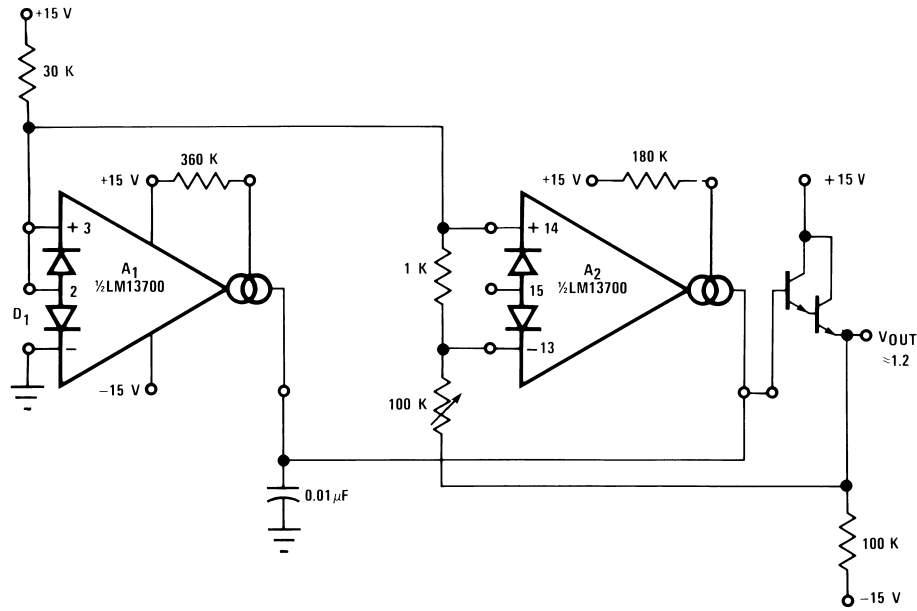 +15 V
30 K
360 K
+15 V
+ 3
A1
½LM13700
2
D1
–
−15 V
180 K
+15 V
+ 14
1 K
A2
15
½LM13700
−13
100 K
+15 V
VOUT
≈1.2
0.01μF
100 K
−15 V